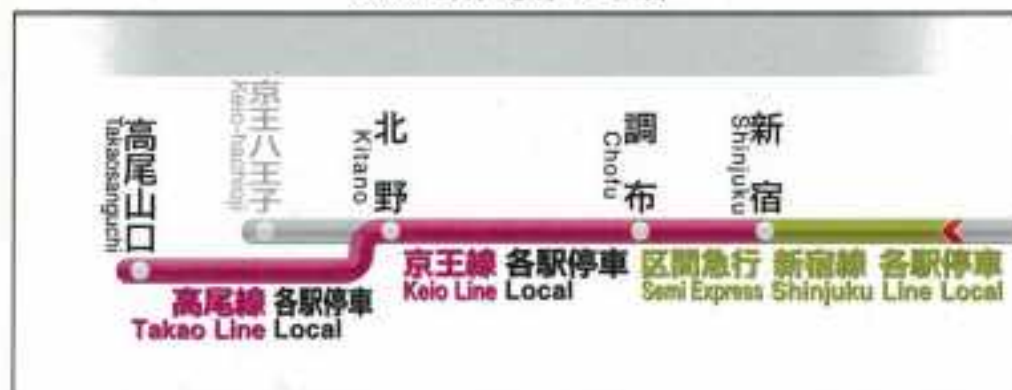 高尾山口
Takaosanguchi
京王八王子
Keio-hachioji
北野
Kitano
調布
Chofu
新宿
Shinjuku
京王線 各駅停車 区間急行 新宿線 各駅停車
Keio Line Local Semi Express Shinjuku Line Local
高尾線 各駅停車
Takao Line Local